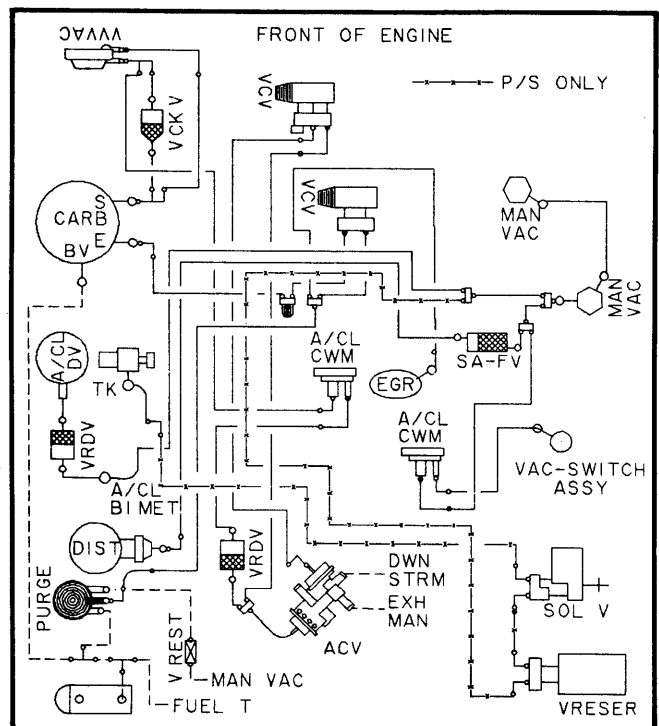 FRONT OF ENGINE
VVVAC
VCV
P/S ONLY
VCKV
VCV
S
CARB
E
BV
MAN
VAC
MAN
VAC
A/CL
DV
TK
A/CL
CWM
SA-FV
EGR
VRDV
A/CL
CWM
A/CL
BIMET
VAC-SWITCH
ASSY
DIST
VRDV
DWN
STRM
EXH
MAN
SOL V
PURGE
ACV
V REST
MAN VAC
FUEL T
VRESER